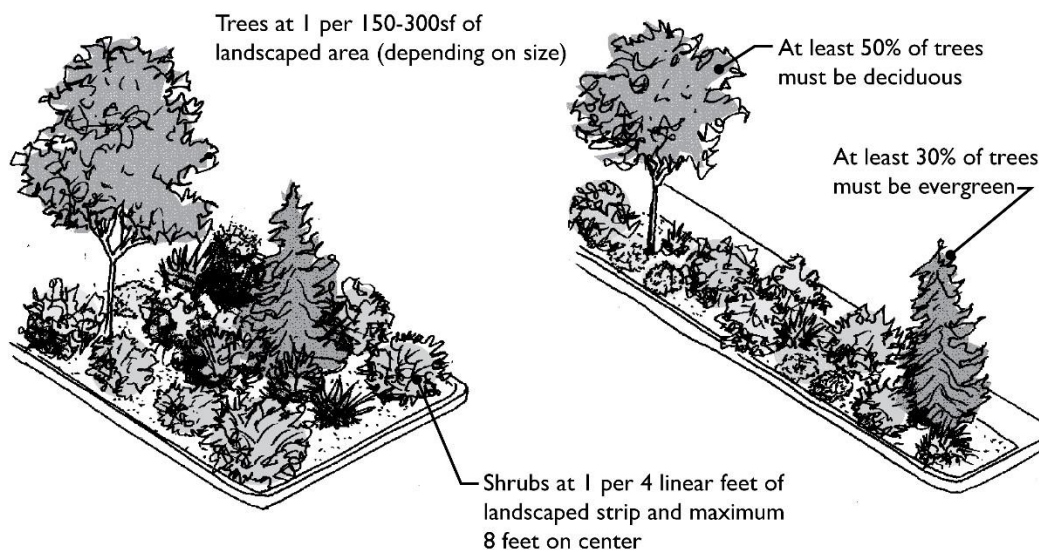 Trees at 1 per 150-300sf of
landscaped area (depending on size)
At least 50% of trees
must be deciduous
At least 30% of trees
must be evergreen
Shrubs at 1 per 4 linear feet of
landscaped strip and maximum
8 feet on center